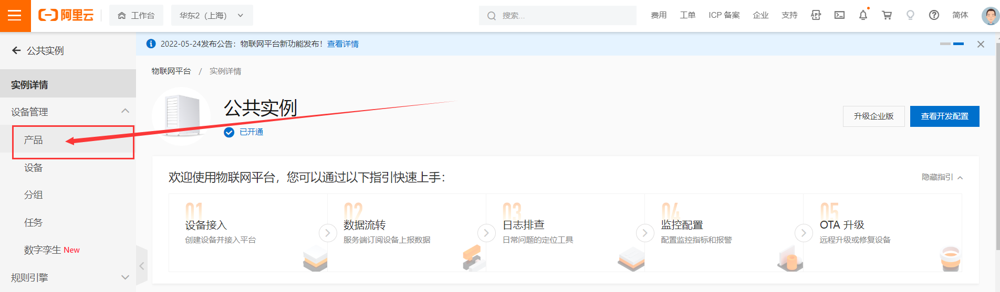 阿里云
工作台
华东2（上海）
搜索...
费用
工单
ICP 备案
企业
支持
APP
简体
公共实例
实例详情
设备管理
产品
设备
分组
任务
数字孪生 New
规则引擎
2022-05-24发布公告：物联网平台新功能发布！查看详情
物联网平台 / 实例详情
公共实例
已开通
升级企业版
查看开发配置
欢迎使用物联网平台，您可以通过以下指引快速上手：
隐藏指引
01
设备接入
创建设备并接入平台
02
数据流转
服务端订阅设备上报数据
03
日志排查
日常问题的定位工具
04
监控配置
配置监控指标和报警
05
OTA 升级
远程升级或修复设备